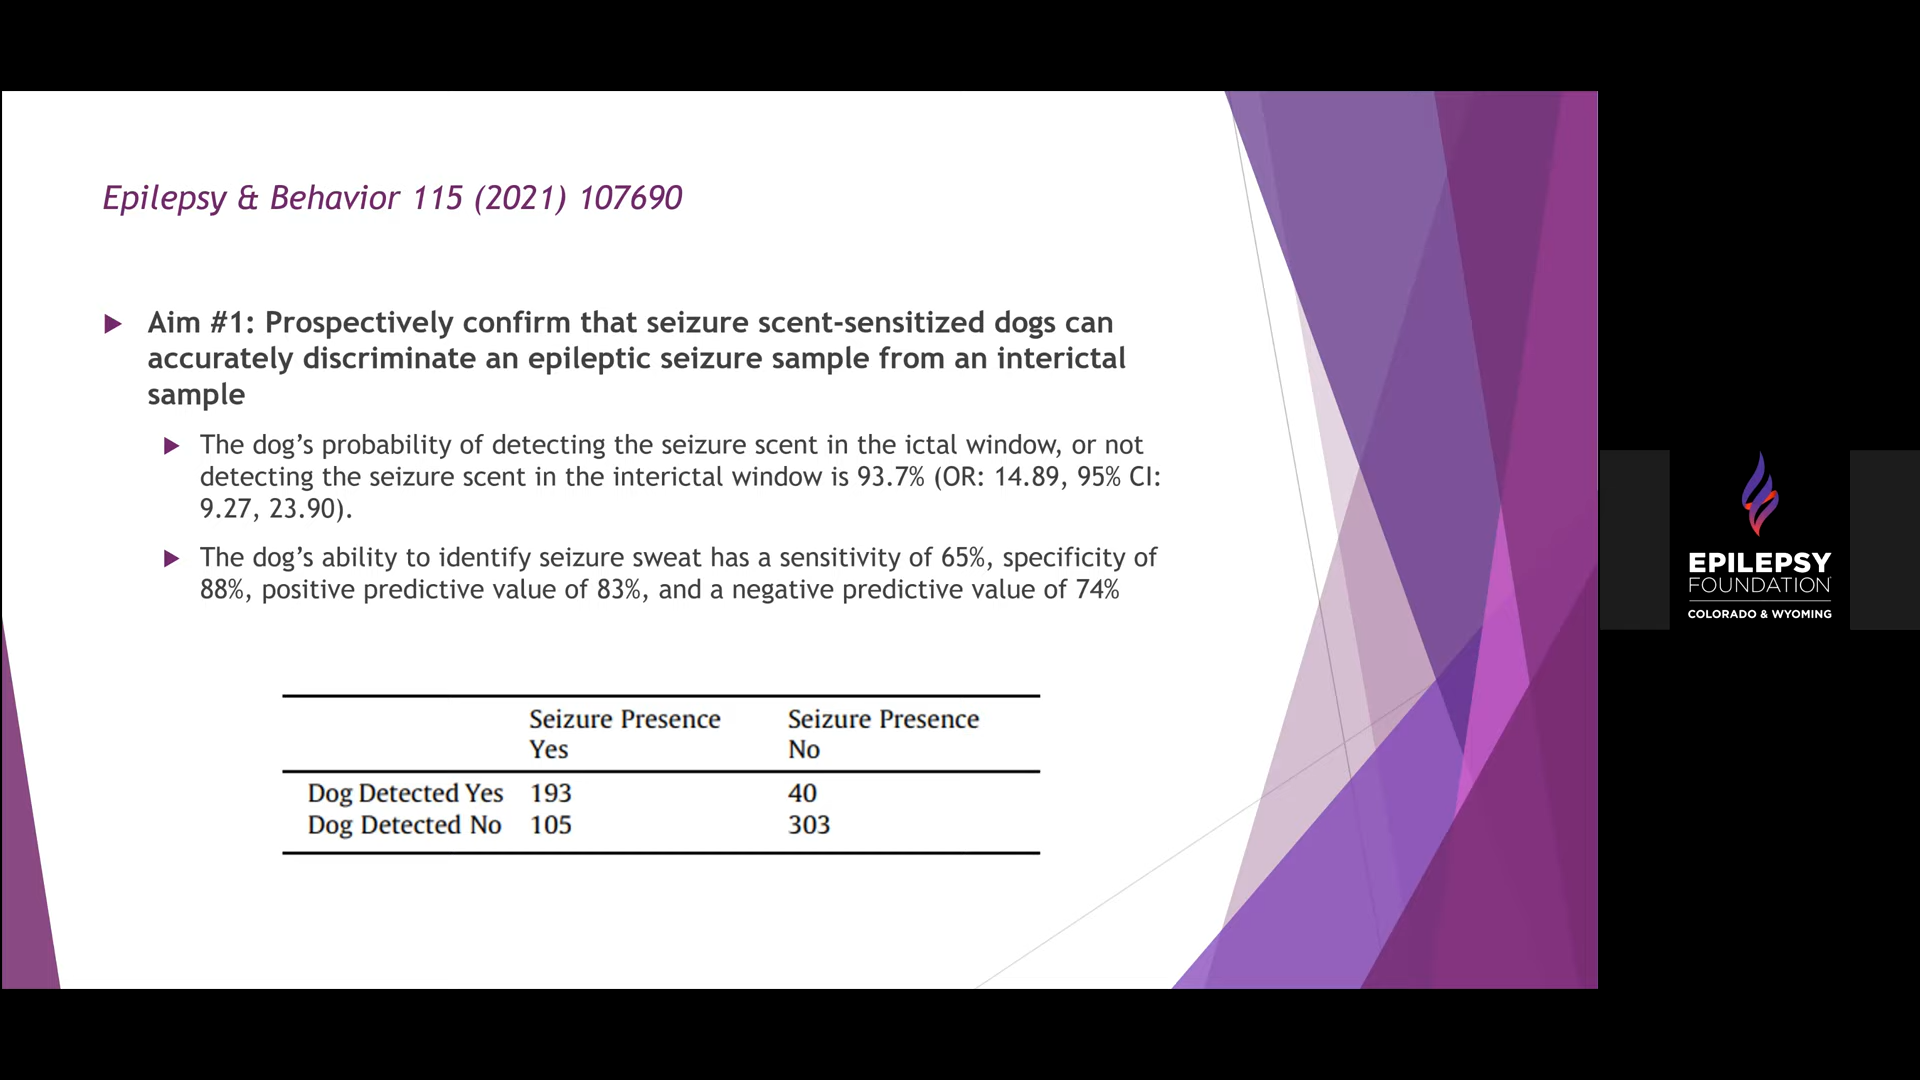 Epilepsy & Behavior 115 (2021) 107690
Aim #1: Prospectively confirm that seizure scent-sensitized dogs can
accurately discriminate an epileptic seizure sample from an interictal
sample
The dog’s probability of detecting the seizure scent in the ictal window, or not
detecting the seizure scent in the interictal window is 93.7% (OR: 14.89, 95% CI:
9.27, 23.90).
The dog’s ability to identify seizure sweat has a sensitivity of 65%, specificity of
88%, positive predictive value of 83%, and a negative predictive value of 74%
Seizure Presence Seizure Presence
Yes No
Dog Detected Yes 193 40
Dog Detected No 105 303
EPILEPSY
FOUNDATION
COLORADO & WYOMING